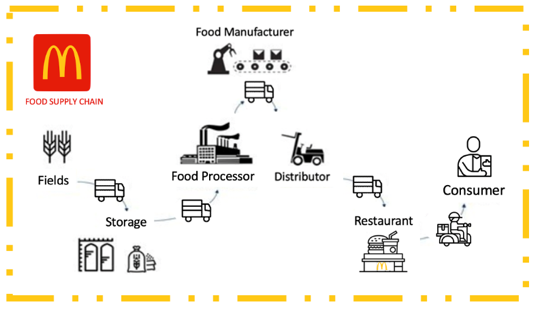 Food Manufacturer
FOOD SUPPLY CHAIN
Fields
Food Processor
Distributor
Consumer
Storage
Restaurant